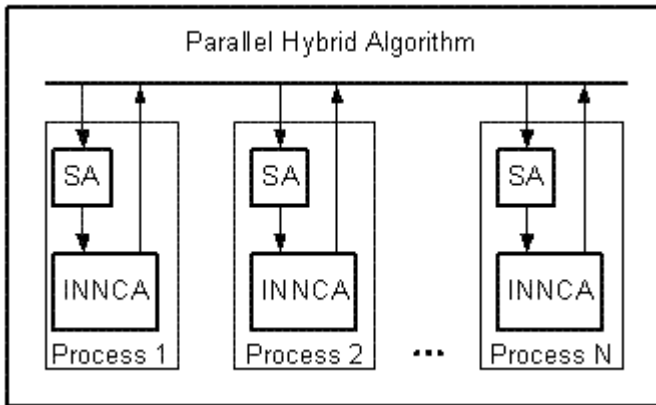 Parallel Hybrid Algorithm
SA SA SA
INNCA INNCA INNCA
Process 1 Process 2 ... Process N